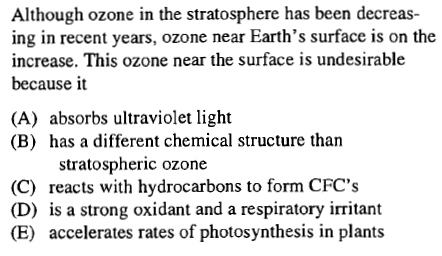 Although ozone in the stratosphere has been decreas-
ing in recent years, ozone near Earth's surface is on the
increase. This ozone near the surface is undesirable
because it
(A) absorbs ultraviolet light
(B) has a different chemical structure than
stratospheric ozone
(C) reacts with hydrocarbons to form CFC's
(D) is a strong oxidant and a respiratory irritant
(E) accelerates rates of photosynthesis in plants